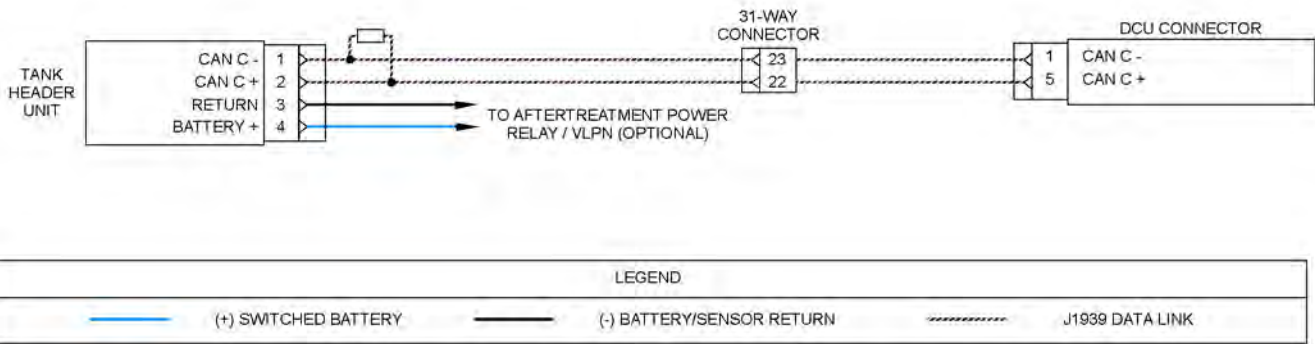 31-WAY
CONNECTOR
DCU CONNECTOR
TANK
HEADER
UNIT
CAN C - 1
CAN C + 2
RETURN 3
BATTERY + 4
23
22
1 CAN C -
5 CAN C +
TO AFTERTREATMENT POWER
RELAY / VLPN (OPTIONAL)
LEGEND
(+) SWITCHED BATTERY (-) BATTERY/SENSOR RETURN J1939 DATA LINK